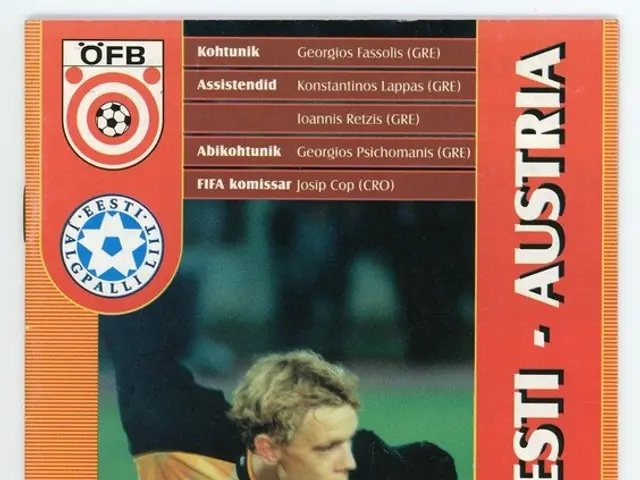 ÖFB
Kohtunik Georgios Fassolis (GRE)
Assistendid Konstantinos Lappas (GRE)
Ioannis Retzis (GRE)
Abikohtunik Georgios Psichomanis (GRE)
FIFA komissar Josip Cop (CRO)
EESTI JALGPALLI LIIT
ESTI - AUSTRIA